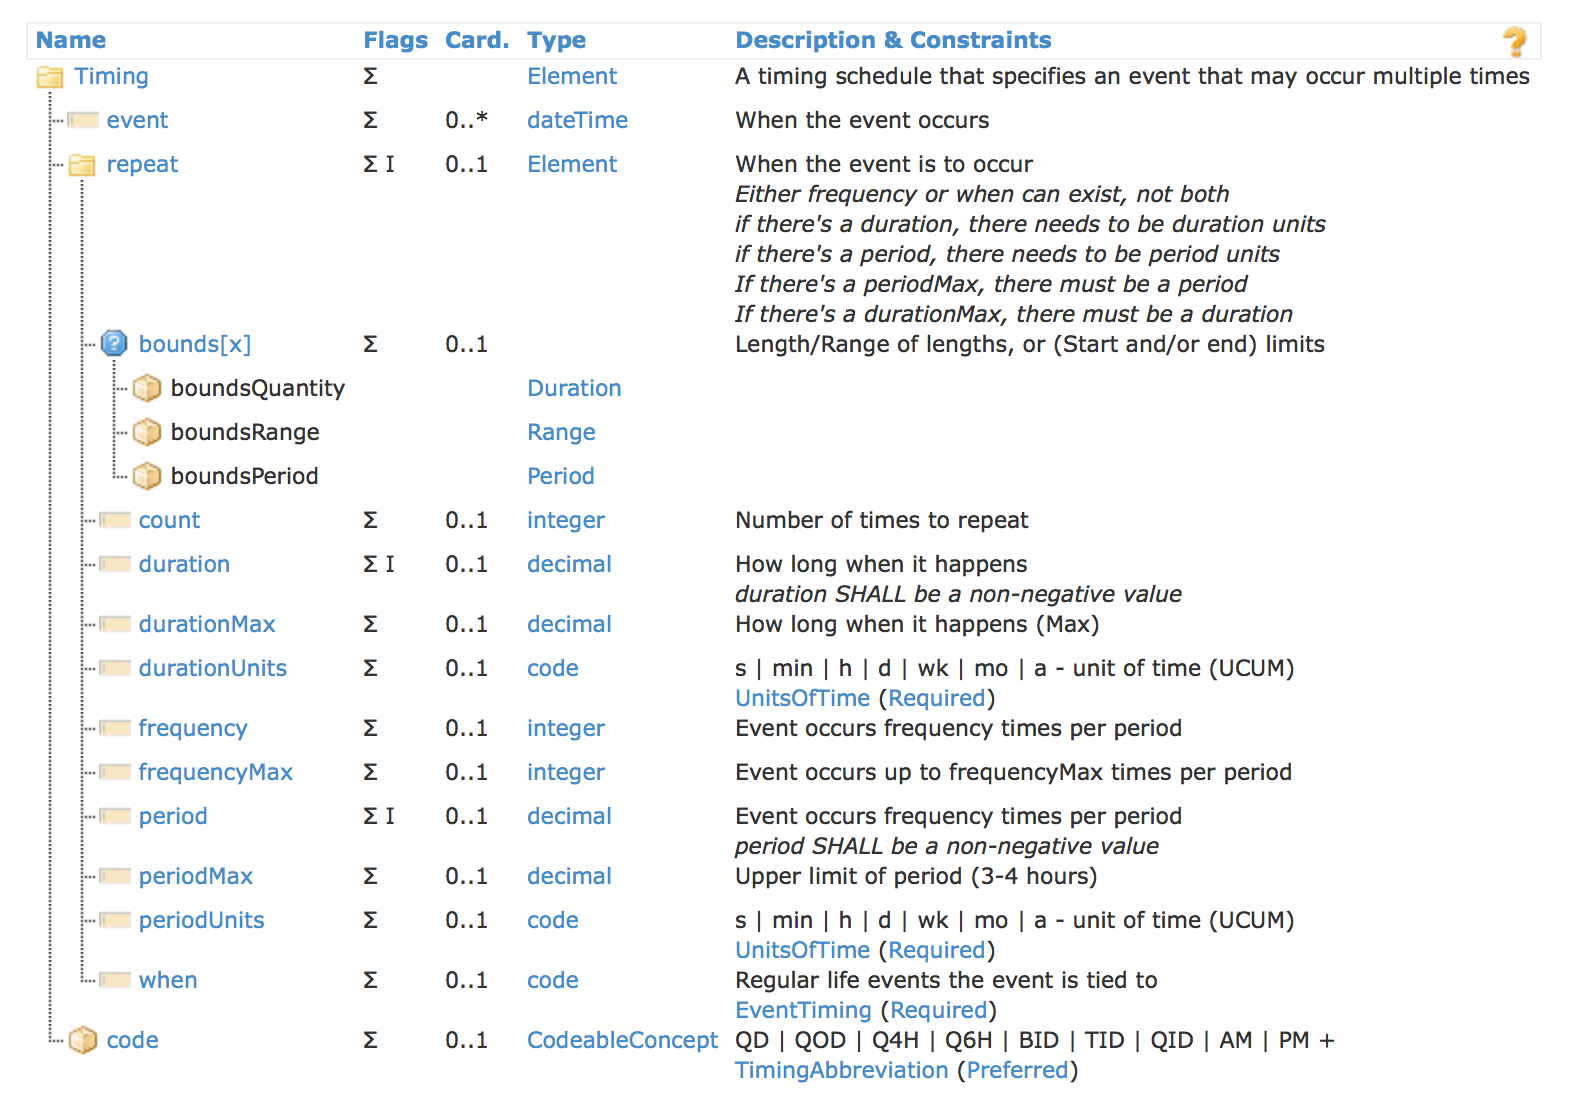 Name Flags Card. Type Description & Constraints ?
Timing Σ Element A timing schedule that specifies an event that may occur multiple times
event Σ 0..* dateTime When the event occurs
repeat Σ I 0..1 Element When the event is to occur
Either frequency or when can exist, not both
if there's a duration, there needs to be duration units
if there's a period, there needs to be period units
If there's a periodMax, there must be a period
If there's a durationMax, there must be a duration
? bounds[x] Σ 0..1 Length/Range of lengths, or (Start and/or end) limits
boundsQuantity Duration
boundsRange Range
boundsPeriod Period
count Σ 0..1 integer Number of times to repeat
duration Σ I 0..1 decimal How long when it happens
duration SHALL be a non-negative value
durationMax Σ 0..1 decimal How long when it happens (Max)
durationUnits Σ 0..1 code s | min | h | d | wk | mo | a - unit of time (UCUM)
UnitsOfTime (Required)
frequency Σ 0..1 integer Event occurs frequency times per period
frequencyMax Σ 0..1 integer Event occurs up to frequencyMax times per period
period Σ I 0..1 decimal Event occurs frequency times per period
period SHALL be a non-negative value
periodMax Σ 0..1 decimal Upper limit of period (3-4 hours)
periodUnits Σ 0..1 code s | min | h | d | wk | mo | a - unit of time (UCUM)
UnitsOfTime (Required)
when Σ 0..1 code Regular life events the event is tied to
EventTiming (Required)
code Σ 0..1 CodeableConcept QD | QOD | Q4H | Q6H | BID | TID | QID | AM | PM +
TimingAbbreviation (Preferred)